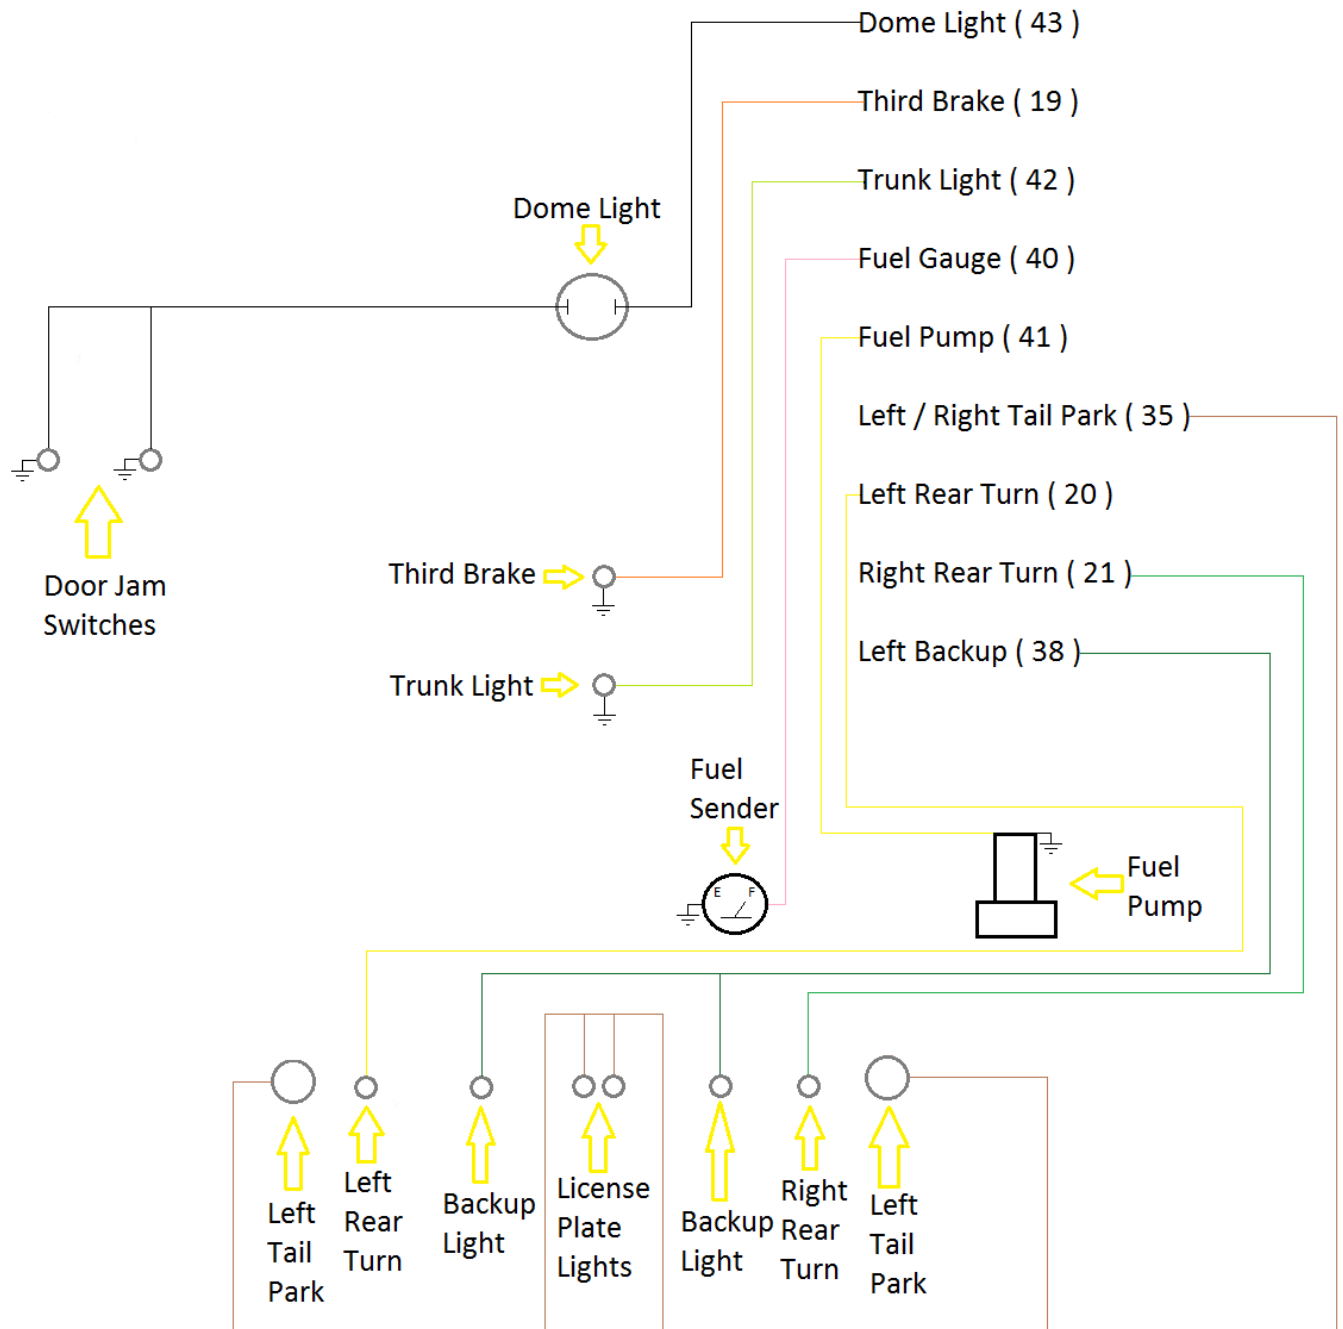 Dome Light ( 43 )
Third Brake ( 19 )
Trunk Light ( 42 )
Dome Light
Fuel Gauge ( 40 )
Fuel Pump ( 41 )
Left / Right Tail Park ( 35 )
Left Rear Turn ( 20 )
Right Rear Turn ( 21 )
Left Backup ( 38 )
Door Jam
Switches
Third Brake
Trunk Light
Fuel
Sender
E F
Fuel
Pump
Left
Tail
Park
Left
Rear
Turn
Backup
Light
License
Plate
Lights
Backup
Light
Right
Rear
Turn
Left
Tail
Park